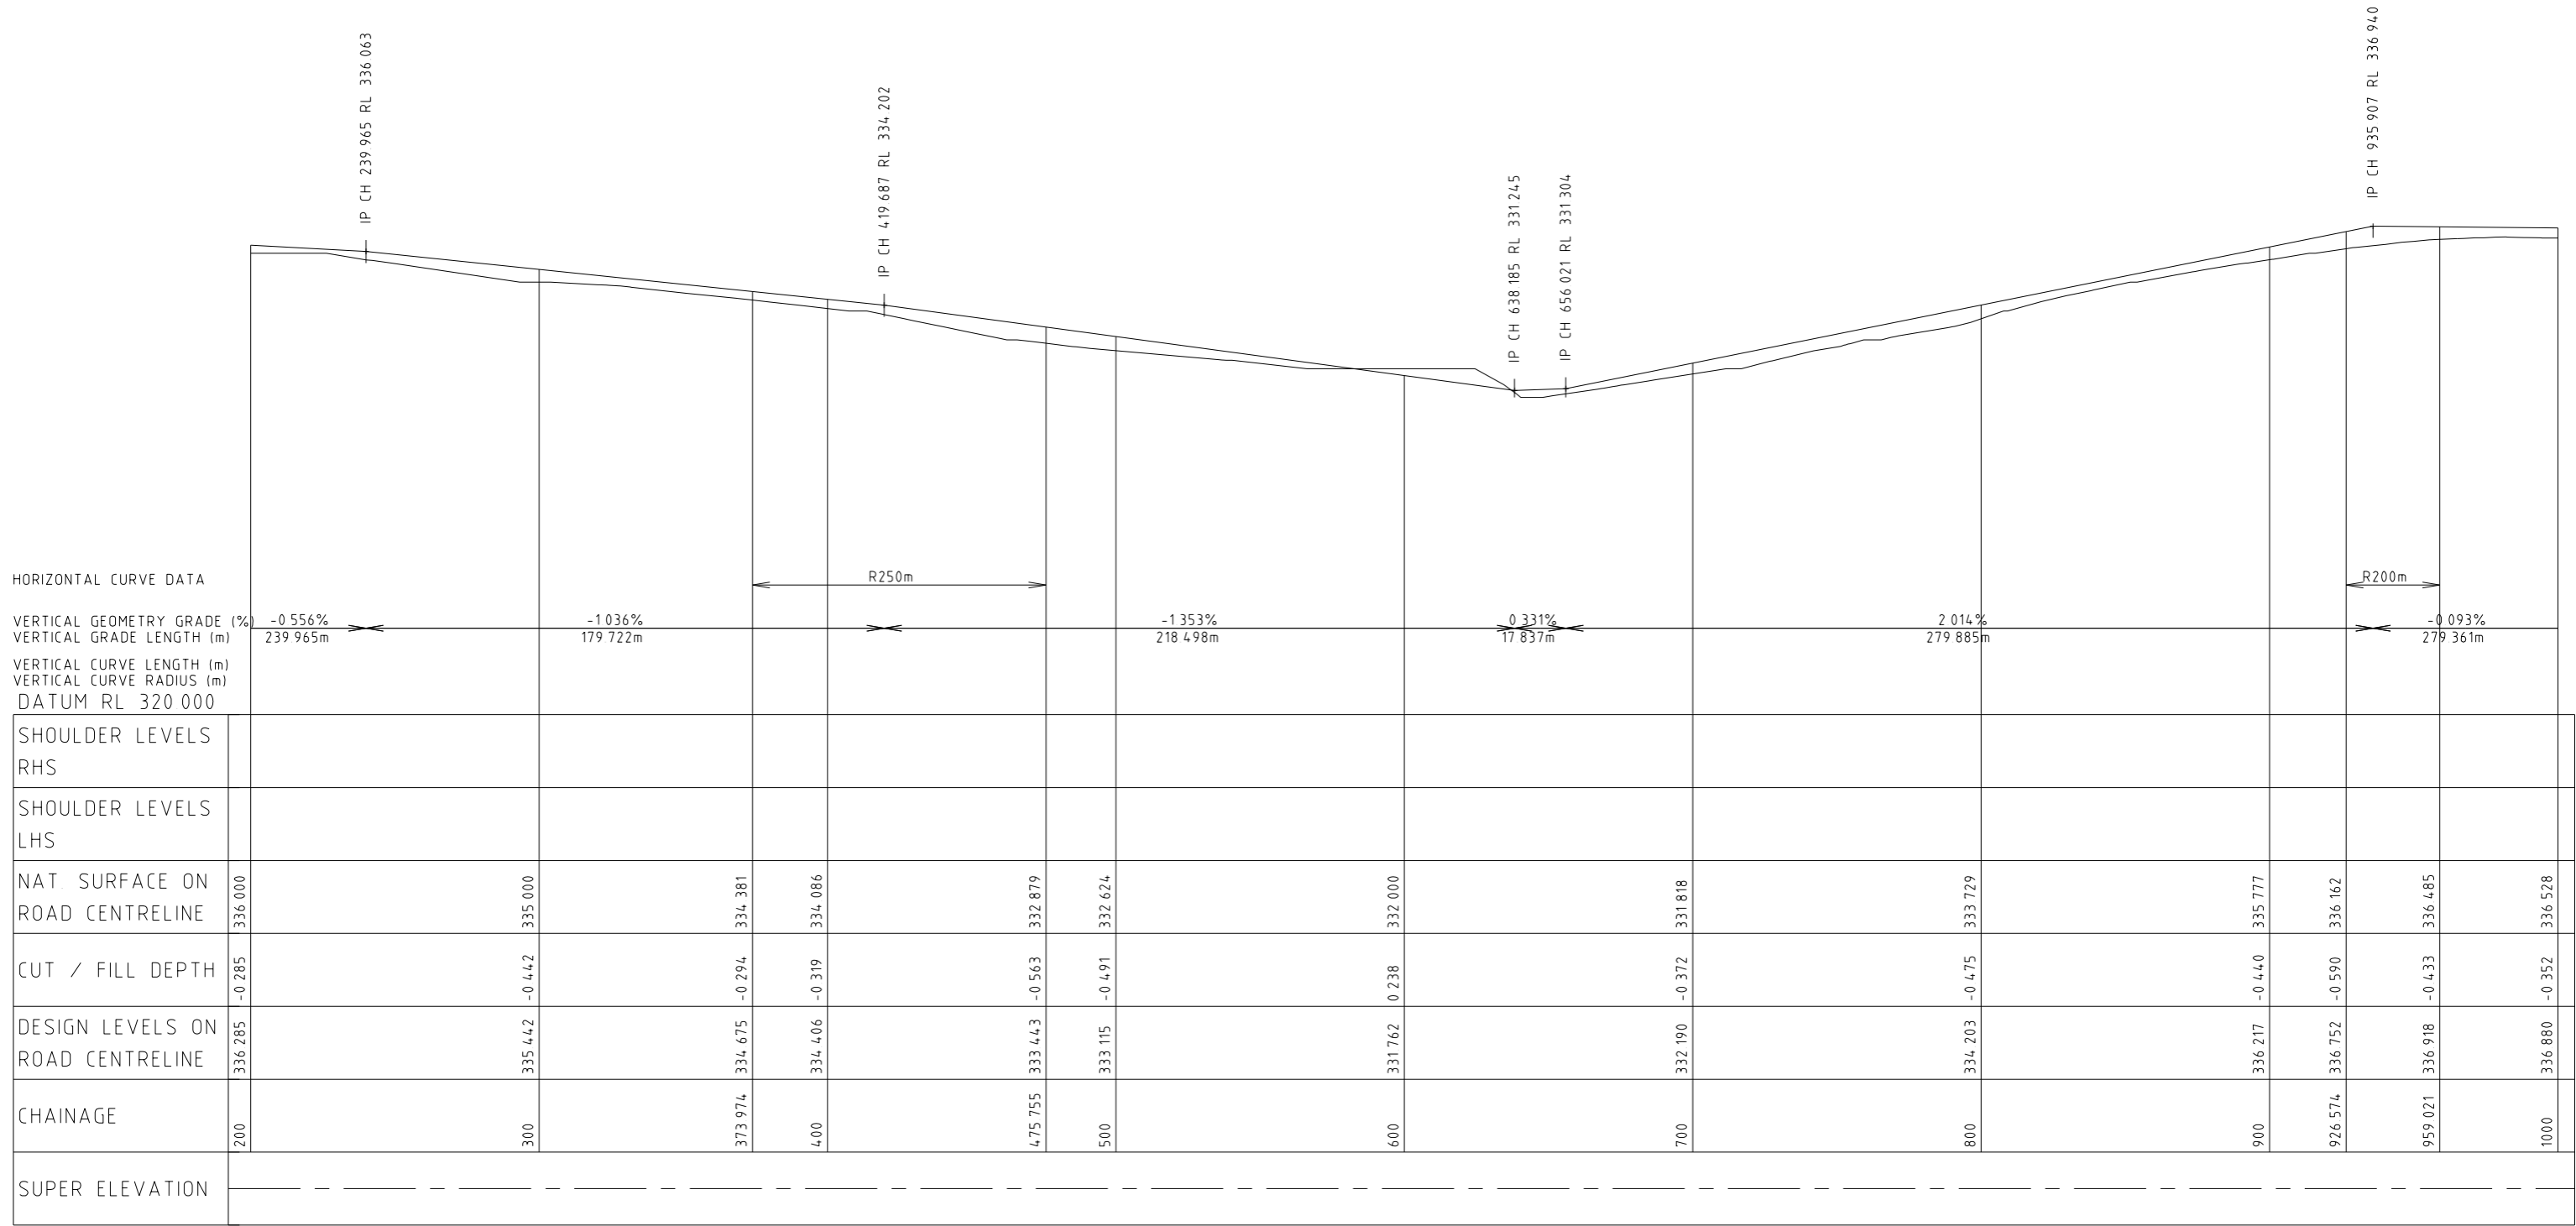 IP CH 239.965 RL 336.063
IP CH 419.687 RL 334.202
IP CH 638.185 RL 331.245
IP CH 656.021 RL 331.304
IP CH 935.907 RL 336.940
HORIZONTAL CURVE DATA
R250m
R200m
VERTICAL GEOMETRY GRADE (%)
-0.556%
-1.036%
-1.353%
0.331%
2.014%
-0.093%
VERTICAL GRADE LENGTH (m)
239.965m
179.722m
218.498m
17.837m
279.885m
279.361m
VERTICAL CURVE LENGTH (m)
VERTICAL CURVE RADIUS (m)
DATUM RL 320.000
SHOULDER LEVELS
RHS
SHOULDER LEVELS
LHS
NAT. SURFACE ON
ROAD CENTRELINE
336.000
335.000
334.381
334.086
332.879
332.624
332.000
331.818
333.729
335.777
336.162
336.485
336.528
CUT / FILL DEPTH
-0.285
-0.442
-0.294
-0.319
-0.563
-0.491
0.238
-0.372
-0.475
-0.440
-0.590
-0.433
-0.352
DESIGN LEVELS ON
ROAD CENTRELINE
336.285
335.442
334.675
334.406
333.443
333.115
331.762
332.190
334.203
336.217
336.752
336.918
336.880
CHAINAGE
200
300
373.974
400
475.755
500
600
700
800
900
926.574
959.021
1000
SUPER ELEVATION